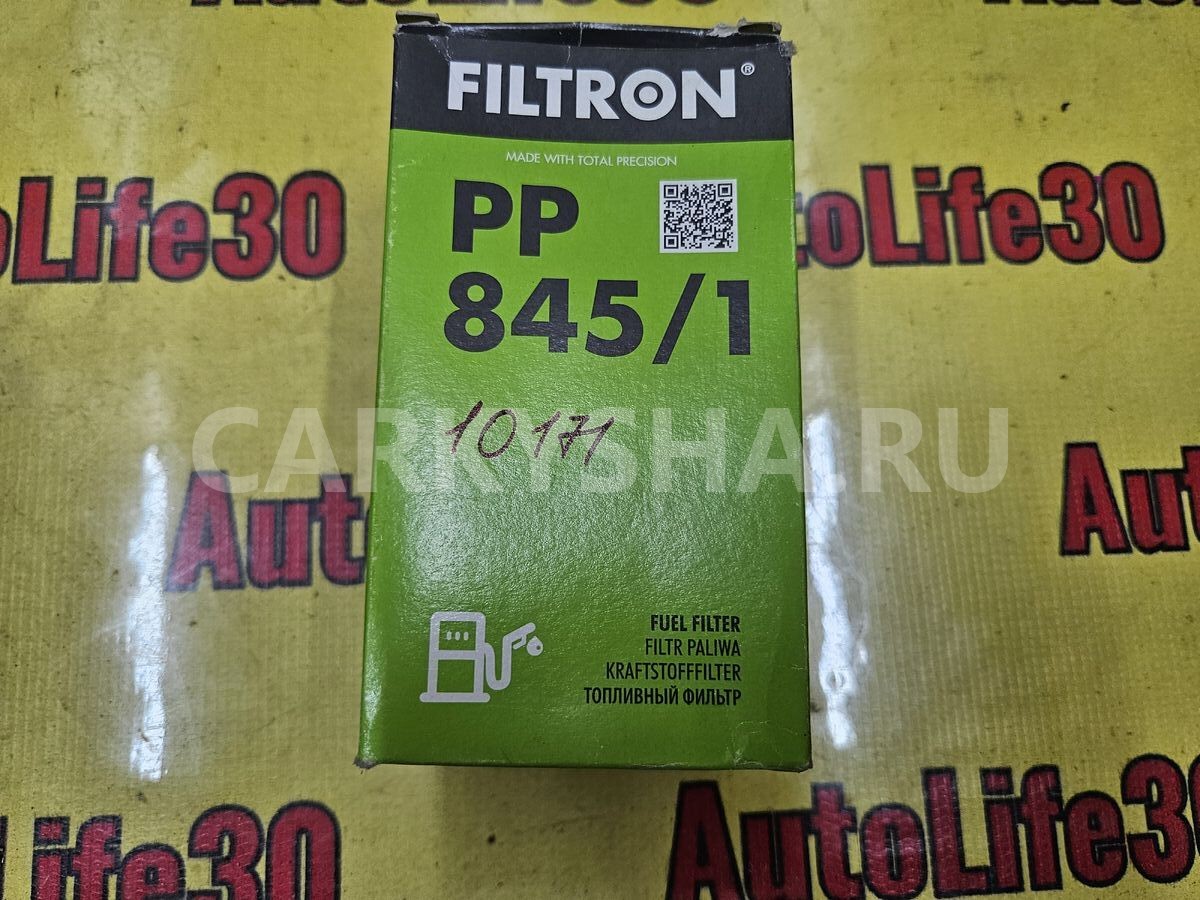 FILTRON®
MADE WITH TOTAL PRECISION
PP
845/1
10171
CARKYSHA.RU
FUEL FILTER
FILTR PALIWA
KRAFTSTOFFFILTER
ТОПЛИВНЫЙ ФИЛЬТР
oLife30
toLife30
Auto
Aut
Life30
AutoLife30